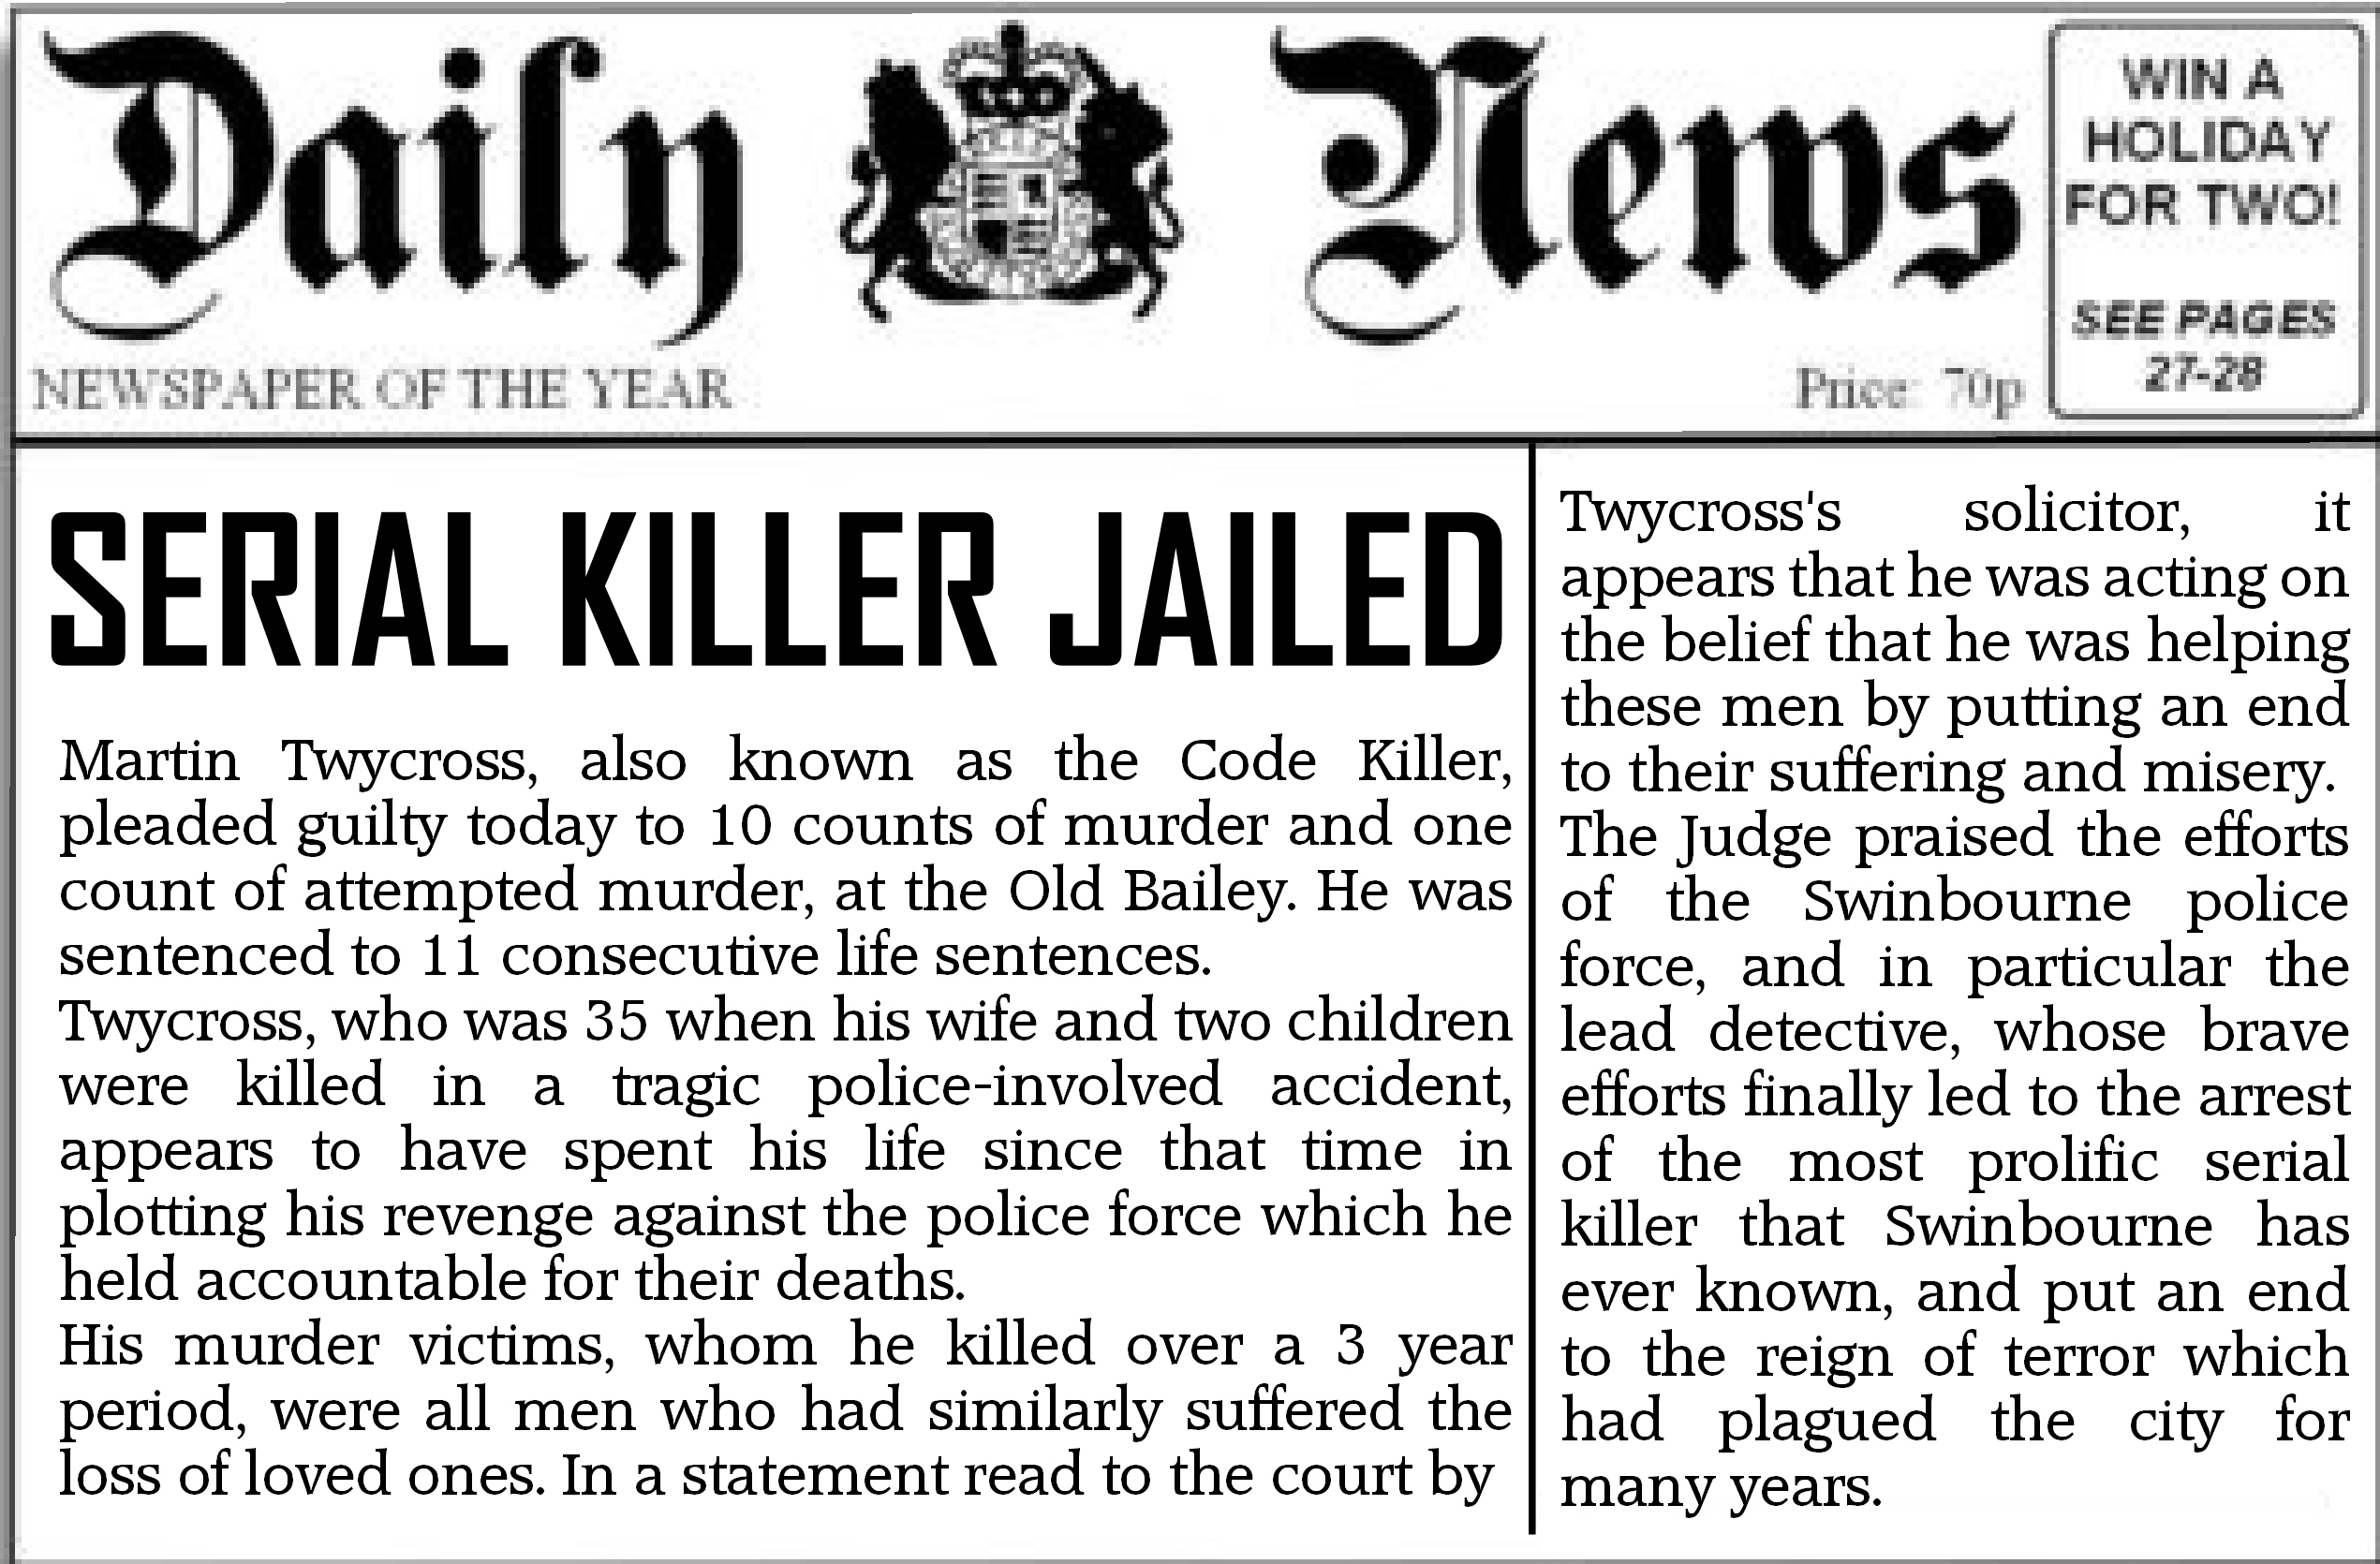 Daily News
NEWSPAPER OF THE YEAR
Price: 70p
WIN A
HOLIDAY
FOR TWO!
SEE PAGES
27-28
SERIAL KILLER JAILED
Martin Twycross, also known as the Code Killer,
pleaded guilty today to 10 counts of murder and one
count of attempted murder, at the Old Bailey. He was
sentenced to 11 consecutive life sentences.
Twycross, who was 35 when his wife and two children
were killed in a tragic police-involved accident,
appears to have spent his life since that time in
plotting his revenge against the police force which he
held accountable for their deaths.
His murder victims, whom he killed over a 3 year
period, were all men who had similarly suffered the
loss of loved ones. In a statement read to the court by
Twycross's solicitor, it
appears that he was acting on
the belief that he was helping
these men by putting an end
to their suffering and misery.
The Judge praised the efforts
of the Swinbourne police
force, and in particular the
lead detective, whose brave
efforts finally led to the arrest
of the most prolific serial
killer that Swinbourne has
ever known, and put an end
to the reign of terror which
had plagued the city for
many years.